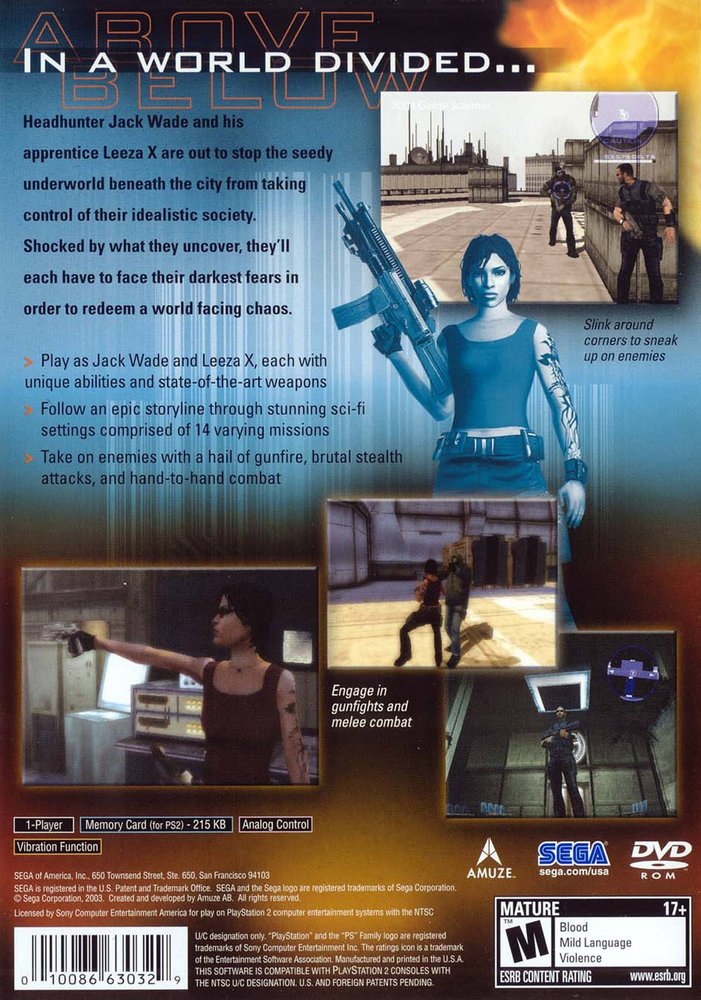 ABOVE
BELOW
IN A WORLD DIVIDED...
2004 Game Scanner
Headhunter Jack Wade and his
apprentice Leeza X are out to stop the seedy
underworld beneath the city from taking
control of their idealistic society.
Shocked by what they uncover, they'll
each have to face their darkest fears in
order to redeem a world facing chaos.
CAUTION
Slink around
corners to sneak
up on enemies
> Play as Jack Wade and Leeza X, each with
unique abilities and state-of-the-art weapons
> Follow an epic storyline through stunning sci-fi
settings comprised of 14 varying missions
> Take on enemies with a hail of gunfire, brutal stealth
attacks, and hand-to-hand combat
Engage in
gunfights and
melee combat
1-Player
Memory Card (for PS2) - 215 KB
Analog Control
Vibration Function
SEGA of America, Inc., 650 Townsend Street, Ste. 650, San Francisco 94103
SEGA is registered in the U.S. Patent and Trademark Office. SEGA and the Sega logo are registered trademarks of Sega Corporation.
© Sega Corporation, 2003. Created and developed by Amuze AB. All rights reserved.
Licensed by Sony Computer Entertainment America for play on PlayStation 2 computer entertainment systems with the NTSC
U/C designation only. "PlayStation" and the "PS" Family logo are registered
trademarks of Sony Computer Entertainment Inc. The ratings icon is a trademark
of the Entertainment Software Association. Manufactured and printed in the U.S.A.
THIS SOFTWARE IS COMPATIBLE WITH PLAYSTATION 2 CONSOLES WITH
THE NTSC U/C DESIGNATION. U.S. AND FOREIGN PATENTS PENDING.
0 10086 63032 9
AMUZE.
SEGA
sega.com/usa
DVD
ROM
MATURE 17+
TM
M
Blood
Mild Language
Violence
ESRB CONTENT RATING www.esrb.org